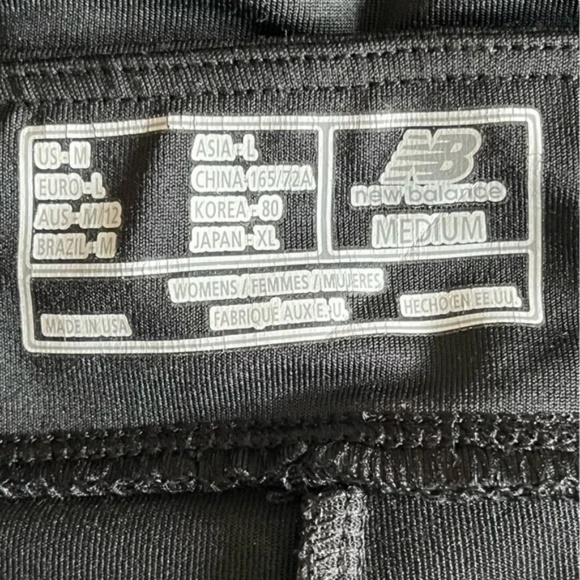 US - M
EURO - L
AUS - M/12
BRAZIL - M
ASIA - L
CHINA - 165/72A
KOREA - 80
JAPAN - XL
NB
new balance
MEDIUM
WOMENS / FEMMES / MUJERES
MADE IN USA
FABRIQUÉ AUX E.-U.
HECHO EN EE.UU.